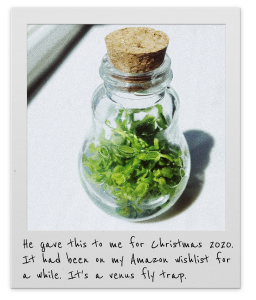 He gave this to me for Christmas 2020.
It had been on my Amazon wishlist for
a while. It's a venus fly trap.